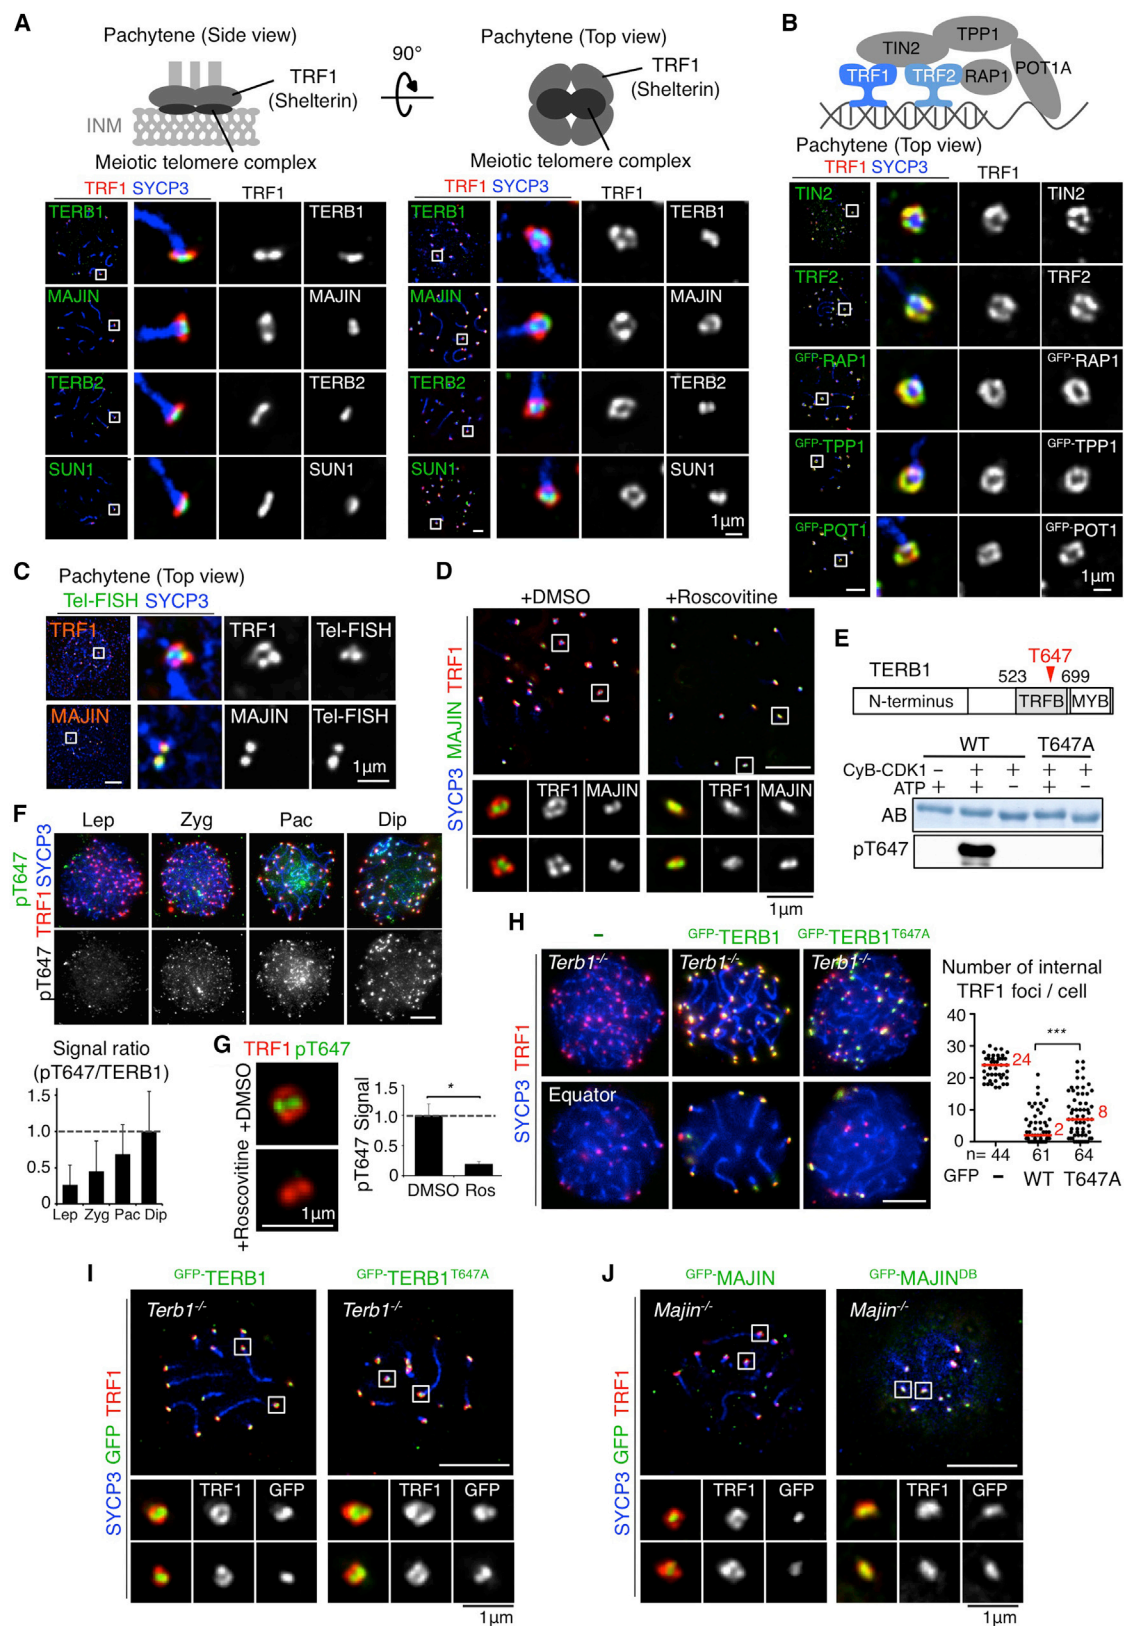 A
Pachytene (Side view)
90°
Pachytene (Top view)
TRF1
(Shelterin)
INM
Meiotic telomere complex
TRF1
(Shelterin)
Meiotic telomere complex
TRF1 SYCP3
TRF1
TERB1
TERB1
MAJIN
MAJIN
TERB2
TERB2
SUN1
SUN1
TRF1 SYCP3
TRF1
TERB1
TERB1
MAJIN
MAJIN
TERB2
TERB2
SUN1
SUN1
1μm
B
TPP1
TIN2
TRF1
TRF2
RAP1
POT1A
Pachytene (Top view)
TRF1 SYCP3
TRF1
TIN2
TIN2
TRF2
TRF2
GFP-RAP1
GFP-RAP1
GFP-TPP1
GFP-TPP1
GFP-POT1
GFP-POT1
1μm
C
Pachytene (Top view)
Tel-FISH SYCP3
TRF1
TRF1
Tel-FISH
MAJIN
MAJIN
Tel-FISH
1μm
D
+DMSO
+Roscovitine
SYCP3 MAJIN TRF1
TRF1
MAJIN
TRF1
MAJIN
1μm
E
T647
TERB1
523
699
N-terminus
TRFB
MYB
WT
T647A
CyB-CDK1
– + + + +
ATP
+ + – + –
AB
pT647
F
Lep
Zyg
Pac
Dip
pT647
TRF1 SYCP3
pT647
Signal ratio
(pT647/TERB1)
1.5
1.0
0.5
0
Lep Zyg Pac Dip
G
TRF1 pT647
+DMSO
+Roscovitine
1μm
pT647 Signal
1.5
1.0
0.5
0
*
DMSO Ros
H
–
GFP-TERB1
GFP-TERB1T647A
Terb1-/-
Terb1-/-
Terb1-/-
SYCP3 TRF1
Equator
Number of internal
TRF1 foci / cell
40
30
20
10
0
***
24
2
8
n= 44 61 64
GFP – WT T647A
I
GFP-TERB1
GFP-TERB1T647A
Terb1-/-
Terb1-/-
SYCP3 GFP TRF1
TRF1
GFP
TRF1
GFP
1μm
J
GFP-MAJIN
GFP-MAJINDB
Majin-/-
Majin-/-
SYCP3 GFP TRF1
TRF1
GFP
TRF1
GFP
1μm